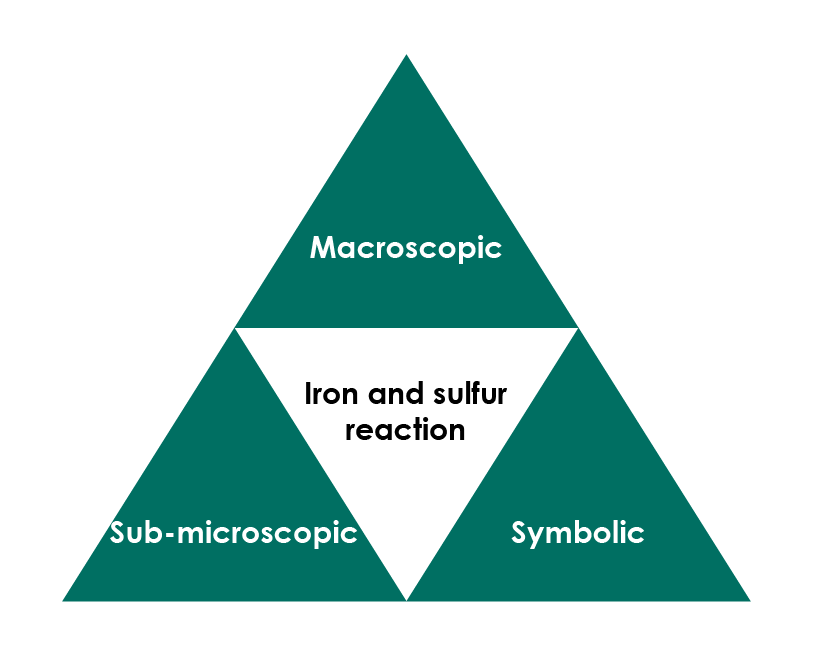 Macroscopic
Iron and sulfur
reaction
Sub-microscopic
Symbolic